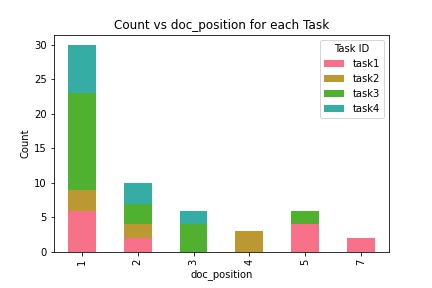 Count vs doc_position for each Task
Task ID
task1
task2
task3
task4
Count
30
25
20
15
10
5
0
1 2 3 4 5 7
doc_position